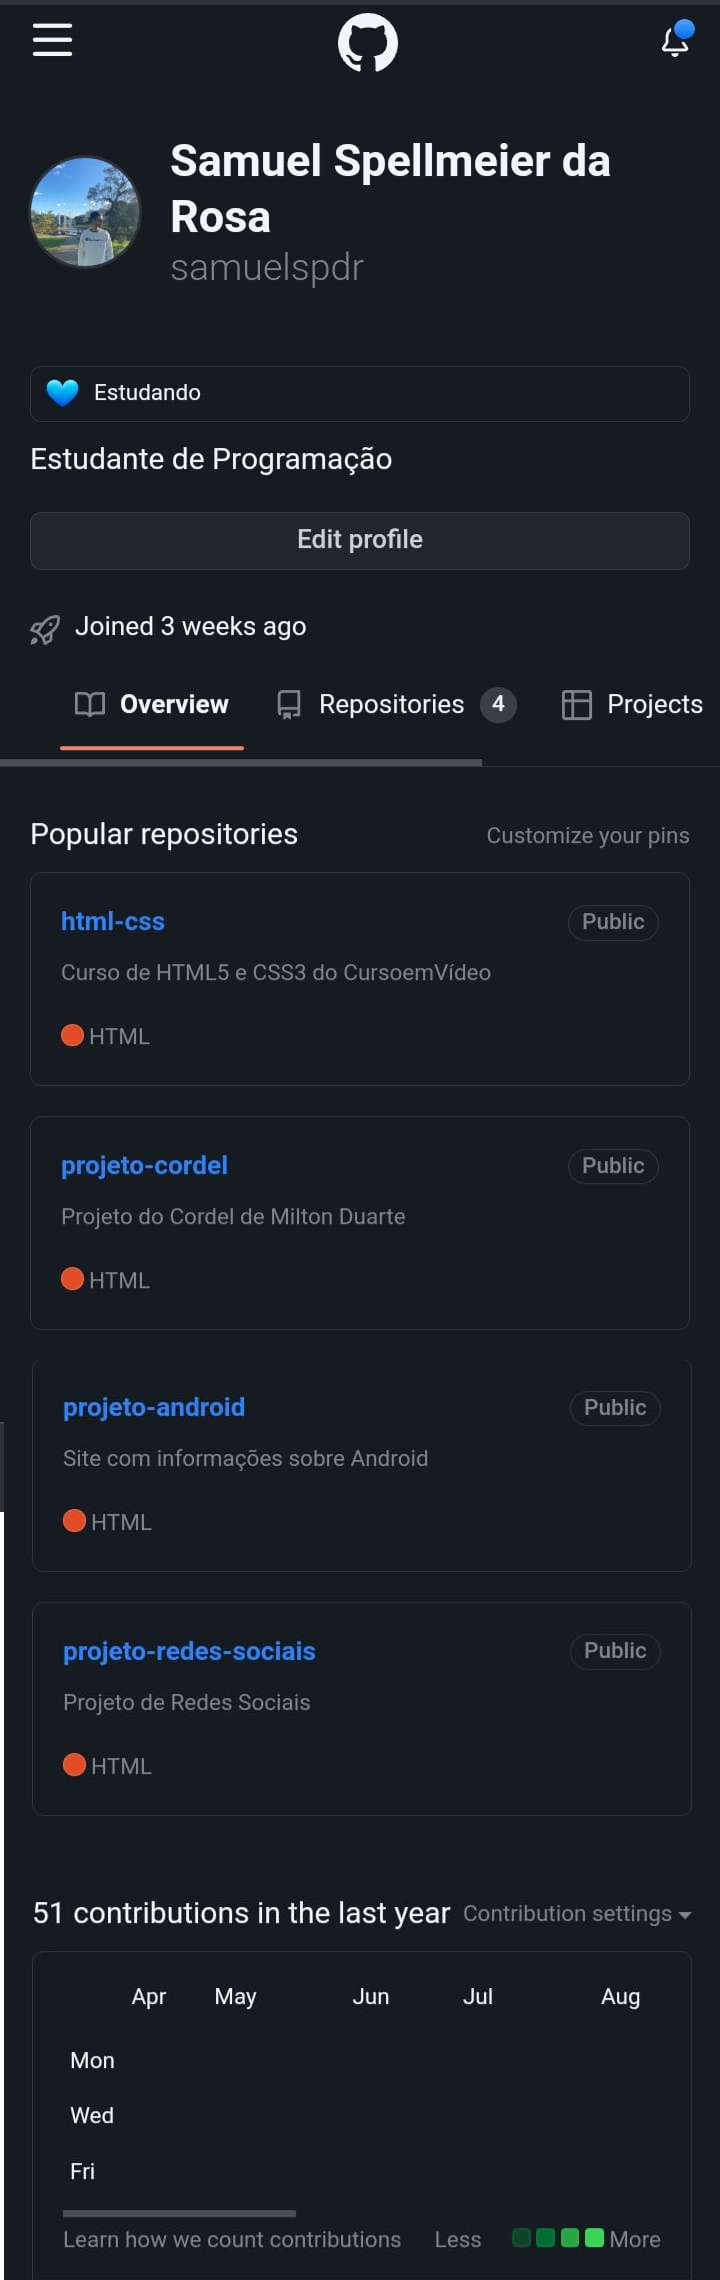 Samuel Spellmeier da
Rosa
samuelspdr
Estudando
Estudante de Programação
Edit profile
Joined 3 weeks ago
Overview Repositories 4 Projects
Popular repositories Customize your pins
html-css Public
Curso de HTML5 e CSS3 do CursoemVídeo
HTML
projeto-cordel Public
Projeto do Cordel de Milton Duarte
HTML
projeto-android Public
Site com informações sobre Android
HTML
projeto-redes-sociais Public
Projeto de Redes Sociais
HTML
51 contributions in the last year Contribution settings
Apr May Jun Jul Aug
Mon
Wed
Fri
Learn how we count contributions Less More